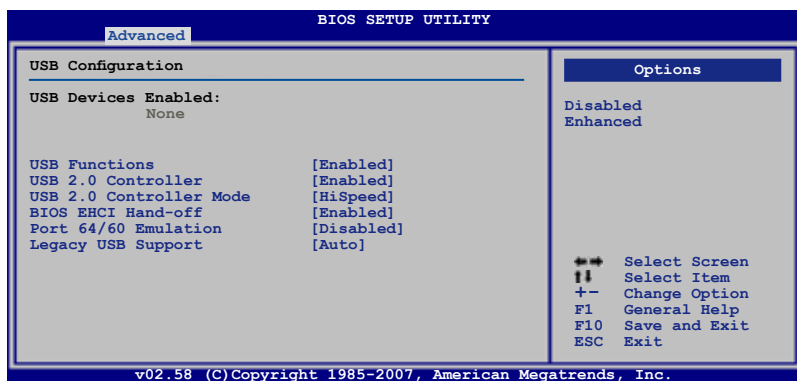 BIOS SETUP UTILITY
Advanced
USB Configuration
USB Devices Enabled:
None
USB Functions [Enabled]
USB 2.0 Controller [Enabled]
USB 2.0 Controller Mode [HiSpeed]
BIOS EHCI Hand-off [Enabled]
Port 64/60 Emulation [Disabled]
Legacy USB Support [Auto]
Options
Disabled
Enhanced
←→ Select Screen
↑↓ Select Item
+- Change Option
F1 General Help
F10 Save and Exit
ESC Exit
v02.58 (C)Copyright 1985-2007, American Megatrends, Inc.